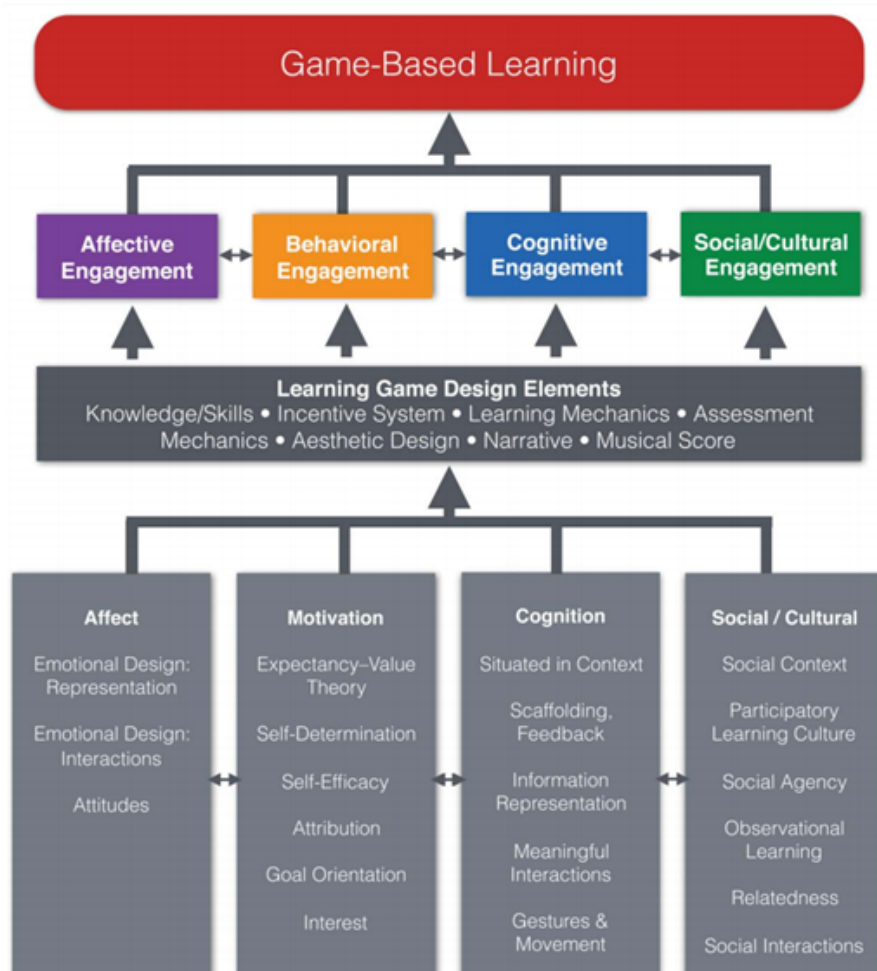 Game-Based Learning
Affective
Engagement
Behavioral
Engagement
Cognitive
Engagement
Social/Cultural
Engagement
Learning Game Design Elements
Knowledge/Skills • Incentive System • Learning Mechanics • Assessment
Mechanics • Aesthetic Design • Narrative • Musical Score
Affect
Emotional Design:
Representation
Emotional Design:
Interactions
Attitudes
Motivation
Expectancy–Value
Theory
Self-Determination
Self-Efficacy
Attribution
Goal Orientation
Interest
Cognition
Situated in Context
Scaffolding,
Feedback
Information
Representation
Meaningful
Interactions
Gestures &
Movement
Social / Cultural
Social Context
Participatory
Learning Culture
Social Agency
Observational
Learning
Relatedness
Social Interactions